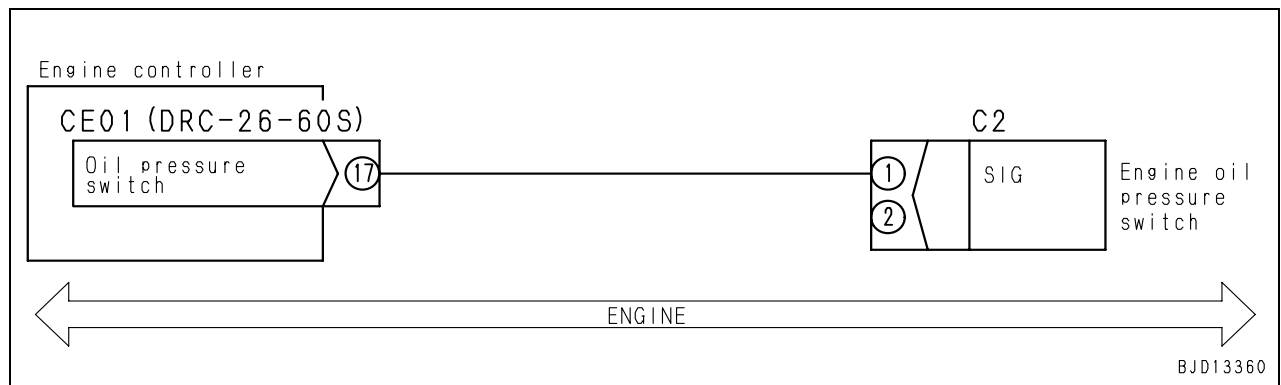 Engine controller
CE01 (DRC-26-60S)
Oil pressure
switch
17
C2
1
2
SIG
Engine oil
pressure
switch
ENGINE
BJD13360